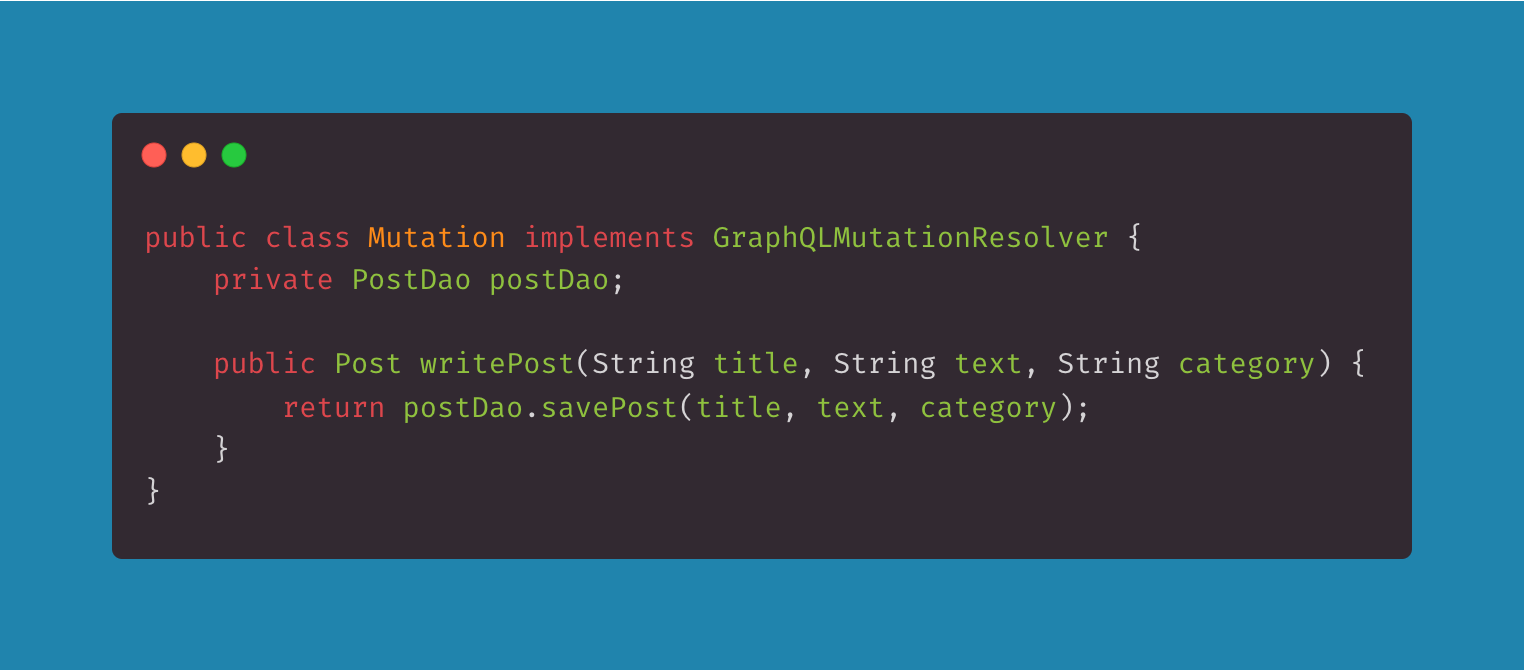 public class Mutation implements GraphQLMutationResolver {
    private PostDao postDao;

    public Post writePost(String title, String text, String category) {
        return postDao.savePost(title, text, category);
    }
}